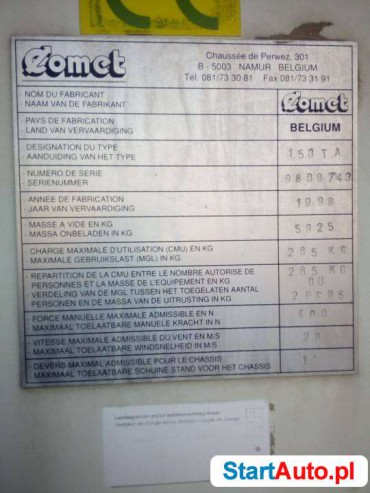 Comet
Chaussée de Perwez, 301
B - 5003 NAMUR BELGIUM
Tél. 081/73 30 81 Fax 081/73 31 91
- NOM DU FABRICANT
- NAAM VAN DE FABRIKANT
Comet
- PAYS DE FABRICATION
- LAND VAN VERVAARDIGING
BELGIUM
- DESIGNATION DU TYPE
- AANDUIDING VAN HET TYPE
150TA
- NUMERO DE SERIE
- SERIENUMMER
9809743
- ANNEE DE FABRICATION
- JAAR VAN VERVAARDIGING
1998
- MASSE A VIDE EN KG
- MASSA ONBELADEN IN KG
5925
- CHARGE MAXIMALE D'UTILISATION (CMU) EN KG
- MAXIMALE GEBRUIKSLAST (MGL) IN KG
265 KG
- REPARTITION DE LA CMU ENTRE LE NOMBRE AUTORISE DE
PERSONNES ET LA MASSE DE L'EQUIPEMENT EN KG
- VERDELING VAN DE MGL TUSSEN HET TOEGELATEN AANTAL
PERSONEN EN DE MASSA VAN DE UITRUSTING IN KG
265 KG
OU
2PERS
- FORCE MANUELLE MAXIMALE ADMISSIBLE EN N
- MAXIMAAL TOELAATBARE MANUELE KRACHT IN N
400
- VITESSE MAXIMALE ADMISSIBLE DU VENT EN M/S
- MAXIMAAL TOELAATBARE WINDSNELHEID IN M/S
- DEVERS MAXIMAL ADMISSIBLE POUR LE CHASSIS
- MAXIMAAL TOELAATBARE SCHUINE STAND VOOR HET CHASSIS
StartAuto.pl